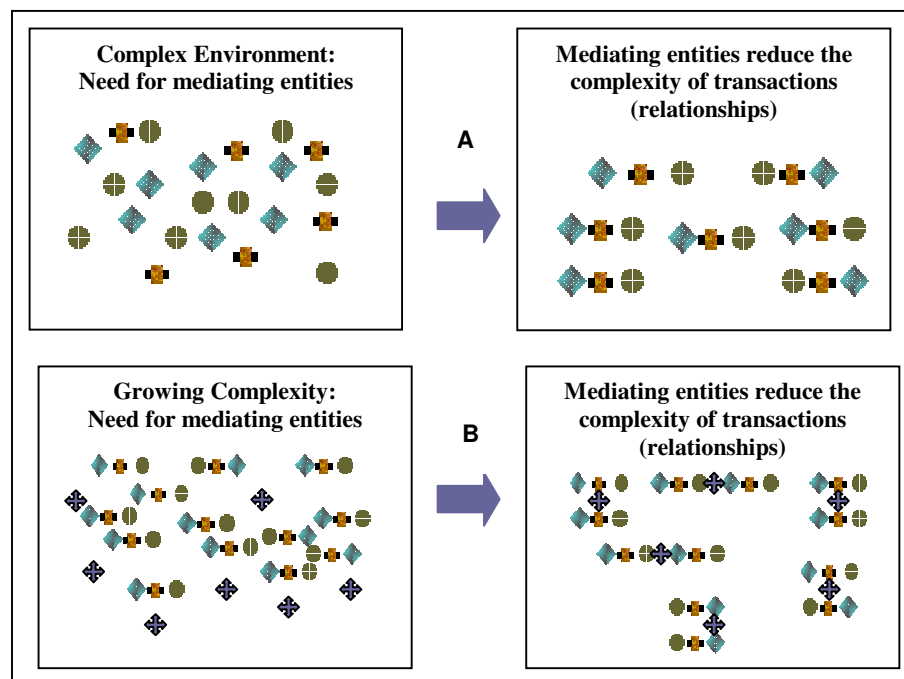 Complex Environment:
Need for mediating entities
A
Mediating entities reduce the
complexity of transactions
(relationships)
Growing Complexity:
Need for mediating entities
B
Mediating entities reduce the
complexity of transactions
(relationships)